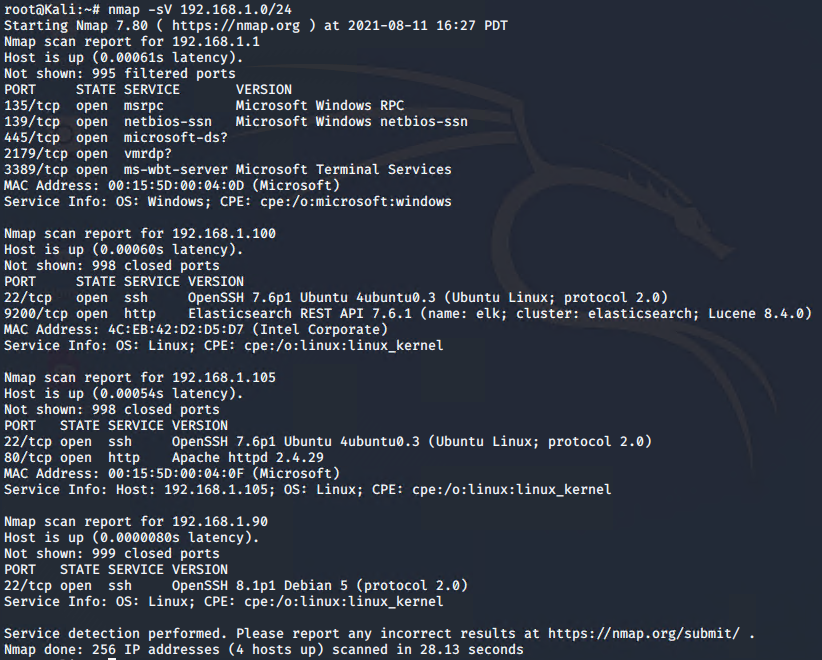 root@Kali:~# nmap -sV 192.168.1.0/24
Starting Nmap 7.80 ( https://nmap.org ) at 2021-08-11 16:27 PDT
Nmap scan report for 192.168.1.1
Host is up (0.00061s latency).
Not shown: 995 filtered ports
PORT     STATE SERVICE       VERSION
135/tcp  open  msrpc         Microsoft Windows RPC
139/tcp  open  netbios-ssn   Microsoft Windows netbios-ssn
445/tcp  open  microsoft-ds?
2179/tcp open  vmrdp?
3389/tcp open  ms-wbt-server Microsoft Terminal Services
MAC Address: 00:15:5D:00:04:0D (Microsoft)
Service Info: OS: Windows; CPE: cpe:/o:microsoft:windows

Nmap scan report for 192.168.1.100
Host is up (0.00060s latency).
Not shown: 998 closed ports
PORT     STATE SERVICE VERSION
22/tcp   open  ssh     OpenSSH 7.6p1 Ubuntu 4ubuntu0.3 (Ubuntu Linux; protocol 2.0)
9200/tcp open  http    Elasticsearch REST API 7.6.1 (name: elk; cluster: elasticsearch; Lucene 8.4.0)
MAC Address: 4C:EB:42:D2:D5:D7 (Intel Corporate)
Service Info: OS: Linux; CPE: cpe:/o:linux:linux_kernel

Nmap scan report for 192.168.1.105
Host is up (0.00054s latency).
Not shown: 998 closed ports
PORT   STATE SERVICE VERSION
22/tcp open  ssh     OpenSSH 7.6p1 Ubuntu 4ubuntu0.3 (Ubuntu Linux; protocol 2.0)
80/tcp open  http    Apache httpd 2.4.29
MAC Address: 00:15:5D:00:04:0F (Microsoft)
Service Info: Host: 192.168.1.105; OS: Linux; CPE: cpe:/o:linux:linux_kernel

Nmap scan report for 192.168.1.90
Host is up (0.0000080s latency).
Not shown: 999 closed ports
PORT   STATE SERVICE VERSION
22/tcp open  ssh     OpenSSH 8.1p1 Debian 5 (protocol 2.0)
Service Info: OS: Linux; CPE: cpe:/o:linux:linux_kernel

Service detection performed. Please report any incorrect results at https://nmap.org/submit/ .
Nmap done: 256 IP addresses (4 hosts up) scanned in 28.13 seconds